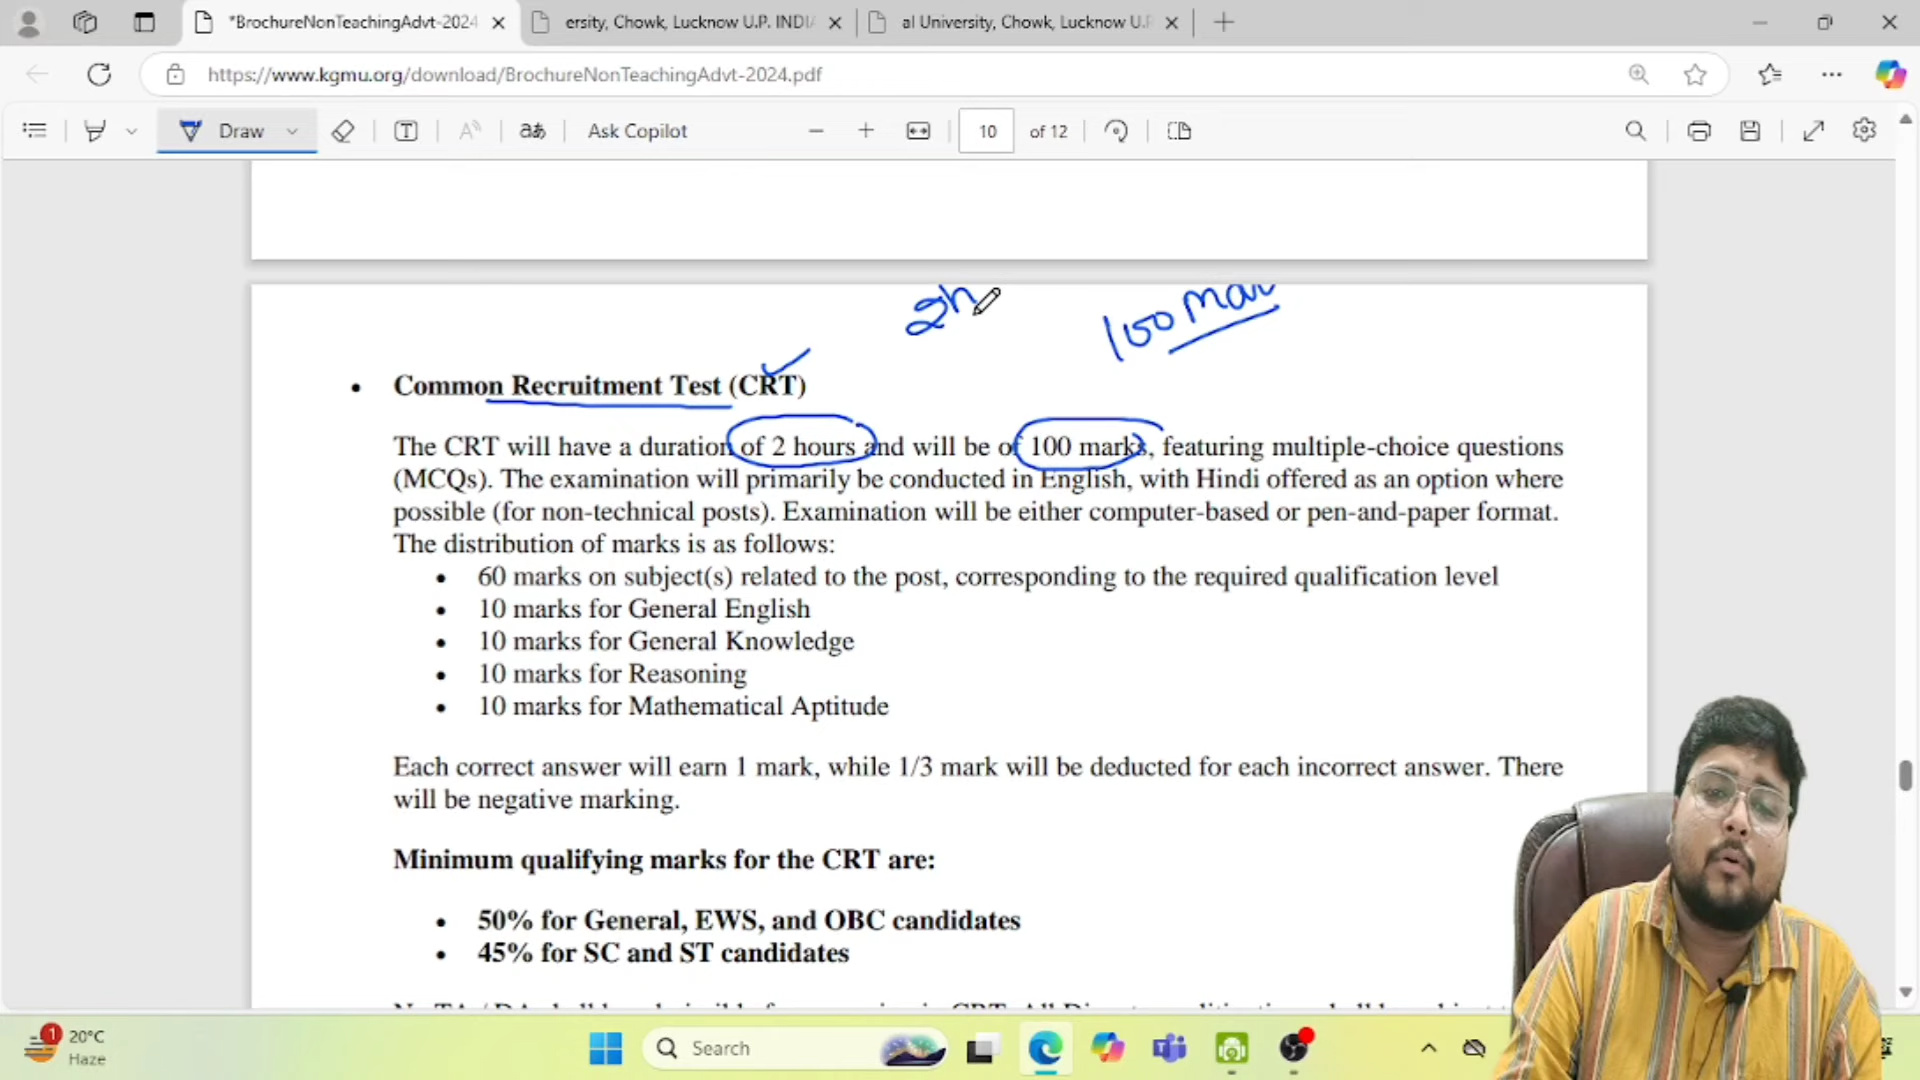 *BrochureNonTeachingAdvt-2024
ersity, Chowk, Lucknow U.P. INDIA
al University, Chowk, Lucknow U.P
https://www.kgmu.org/download/BrochureNonTeachingAdvt-2024.pdf
Draw
aあ
Ask Copilot
10 of 12
2h
100 mar
• Common Recruitment Test (CRT)
The CRT will have a duration of 2 hours and will be of 100 marks, featuring multiple-choice questions
(MCQs). The examination will primarily be conducted in English, with Hindi offered as an option where
possible (for non-technical posts). Examination will be either computer-based or pen-and-paper format.
The distribution of marks is as follows:
• 60 marks on subject(s) related to the post, corresponding to the required qualification level
• 10 marks for General English
• 10 marks for General Knowledge
• 10 marks for Reasoning
• 10 marks for Mathematical Aptitude
Each correct answer will earn 1 mark, while 1/3 mark will be deducted for each incorrect answer. There
will be negative marking.
Minimum qualifying marks for the CRT are:
• 50% for General, EWS, and OBC candidates
• 45% for SC and ST candidates
1
20°C
Haze
Search